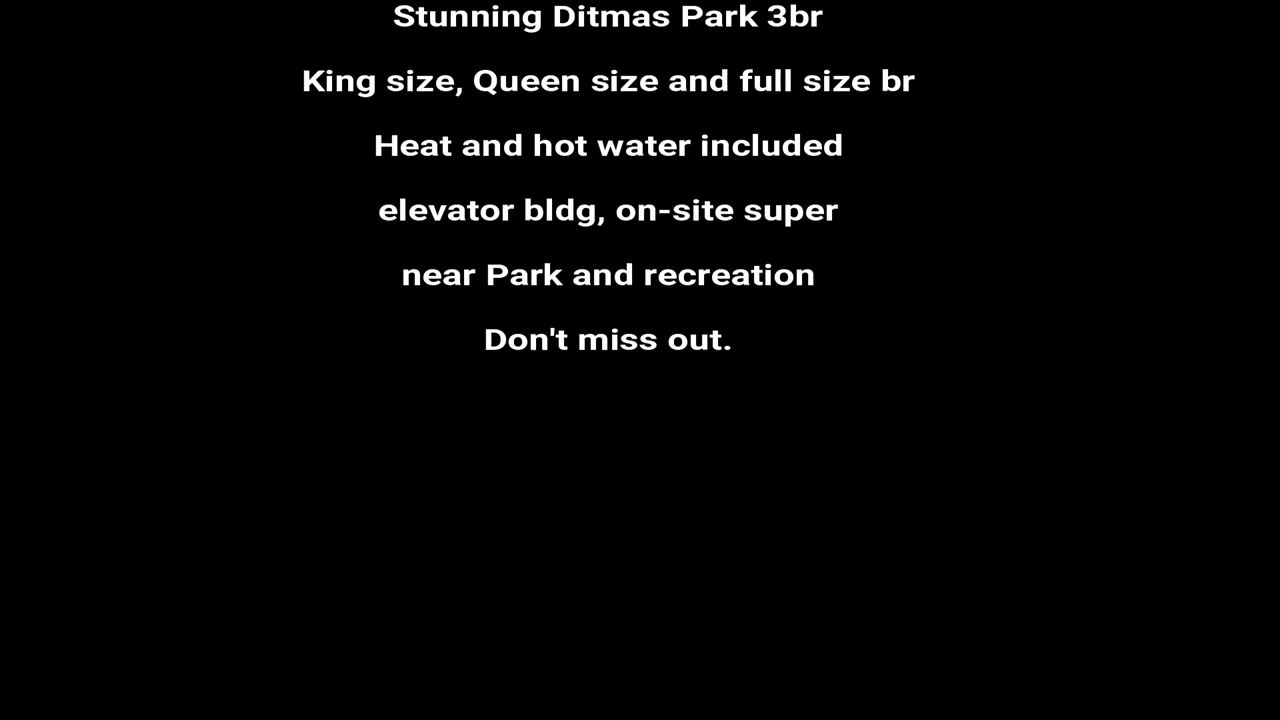 Stunning Ditmas Park 3br
King size, Queen size and full size br
Heat and hot water included
elevator bldg, on-site super
near Park and recreation
Don't miss out.